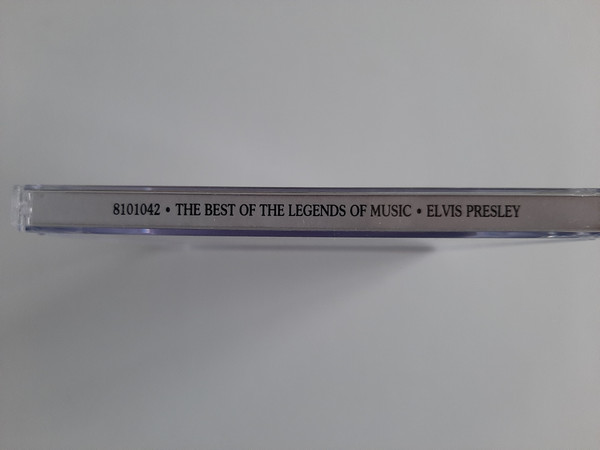 8101042 • THE BEST OF THE LEGENDS OF MUSIC • ELVIS PRESLEY